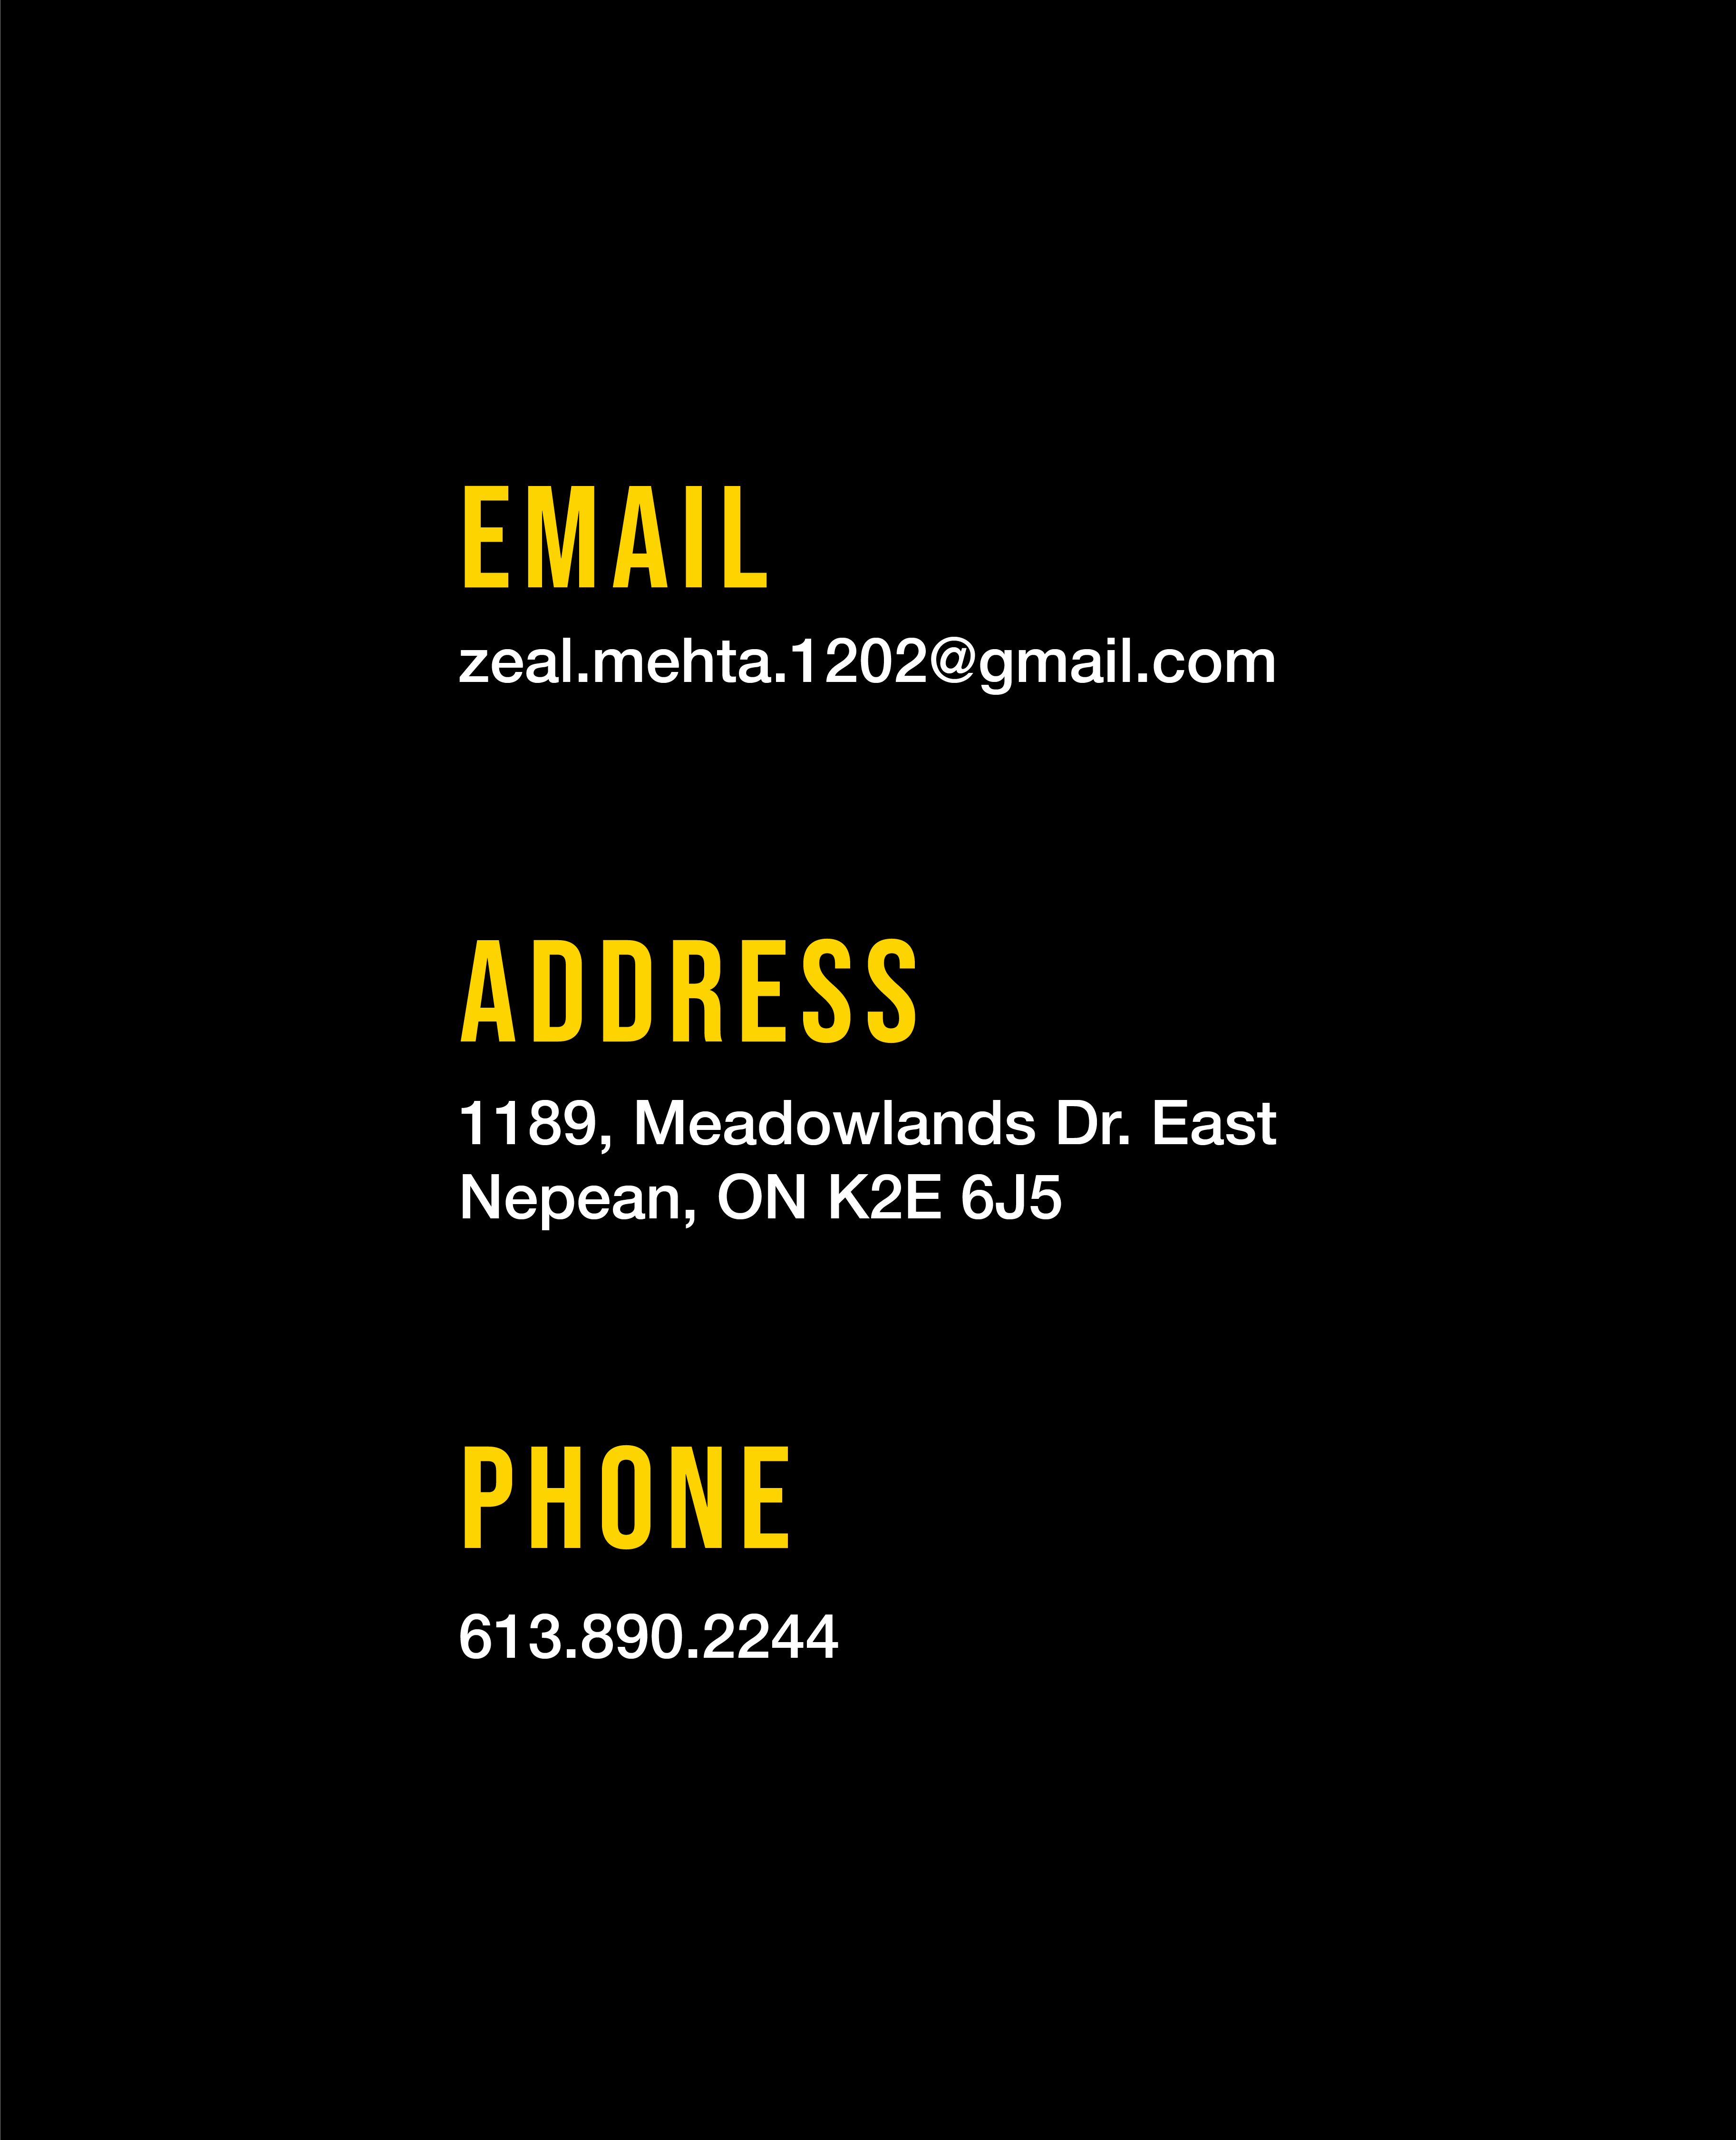 EMAIL
zeal.mehta.1202@gmail.com
ADDRESS
1189, Meadowlands Dr. East
Nepean, ON K2E 6J5
PHONE
613.890.2244